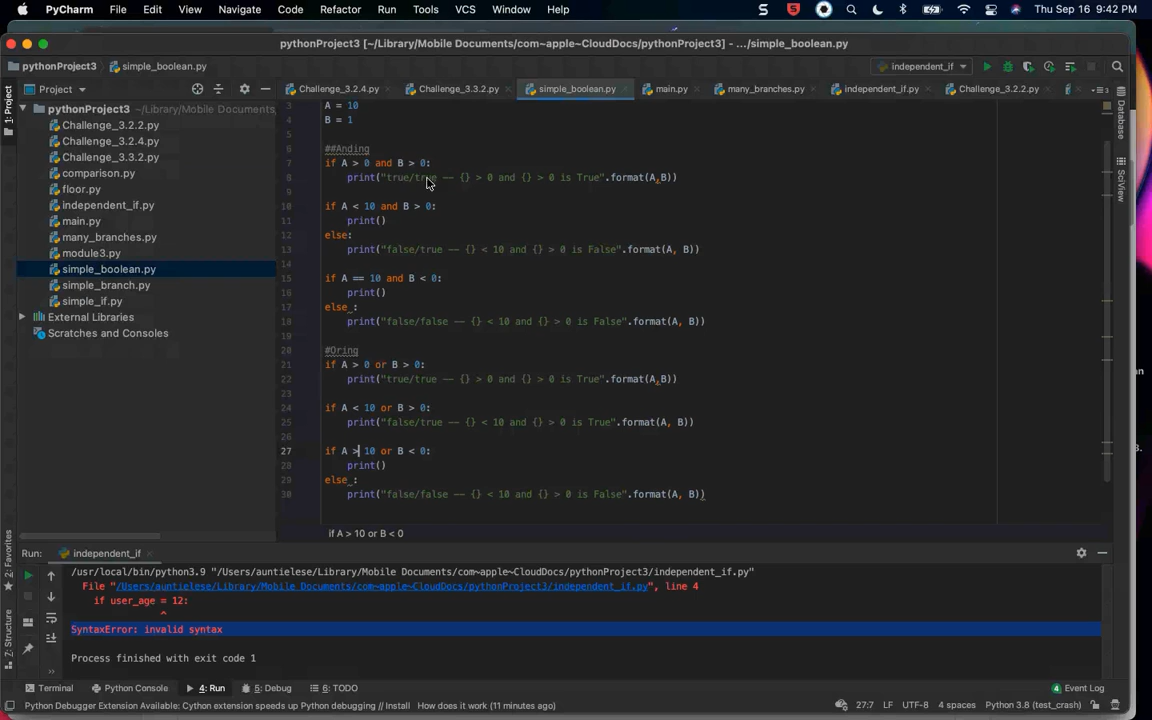 PyCharm File Edit View Navigate Code Refactor Run Tools VCS Window Help Thu Sep 16 9:42 PM
pythonProject3 [~/Library/Mobile Documents/com~apple~CloudDocs/pythonProject3] - .../simple_boolean.py
pythonProject3 simple_boolean.py independent_if
Project Challenge_3.2.4.py Challenge_3.3.2.py simple_boolean.py main.py many_branches.py independent_if.py Challenge_3.2.2.py
1: Project
pythonProject3 ~/Library/Mobile Documents
Challenge_3.2.2.py
Challenge_3.2.4.py
Challenge_3.3.2.py
comparison.py
floor.py
independent_if.py
main.py
many_branches.py
module3.py
simple_boolean.py
simple_branch.py
simple_if.py
External Libraries
Scratches and Consoles
3 A = 10
4 B = 1
5
6 ##Anding
7 if A > 0 and B > 0:
8 print("true/true -- {} > 0 and {} > 0 is True".format(A,B))
9
10 if A < 10 and B > 0:
11 print()
12 else:
13 print("false/true -- {} < 10 and {} > 0 is False".format(A, B))
14
15 if A == 10 and B < 0:
16 print()
17 else :
18 print("false/false -- {} < 10 and {} > 0 is False".format(A, B))
19
20 #Oring
21 if A > 0 or B > 0:
22 print("true/true -- {} > 0 and {} > 0 is True".format(A,B))
23
24 if A < 10 or B > 0:
25 print("false/true -- {} < 10 and {} > 0 is True".format(A, B))
26
27 if A > 10 or B < 0:
28 print()
29 else :
30 print("false/false -- {} < 10 and {} > 0 is False".format(A, B))
if A > 10 or B < 0
Database
SciView
2: Favorites
7: Structure
Run: independent_if
/usr/local/bin/python3.9 "/Users/auntielese/Library/Mobile Documents/com~apple~CloudDocs/pythonProject3/independent_if.py"
File "/Users/auntielese/Library/Mobile Documents/com~apple~CloudDocs/pythonProject3/independent_if.py", line 4
if user_age = 12:
^
SyntaxError: invalid syntax
Process finished with exit code 1
Terminal Python Console 4: Run 5: Debug 6: TODO 4 Event Log
Python Debugger Extension Available: Cython extension speeds up Python debugging // Install How does it work (11 minutes ago) 27:7 LF UTF-8 4 spaces Python 3.8 (test_crash)